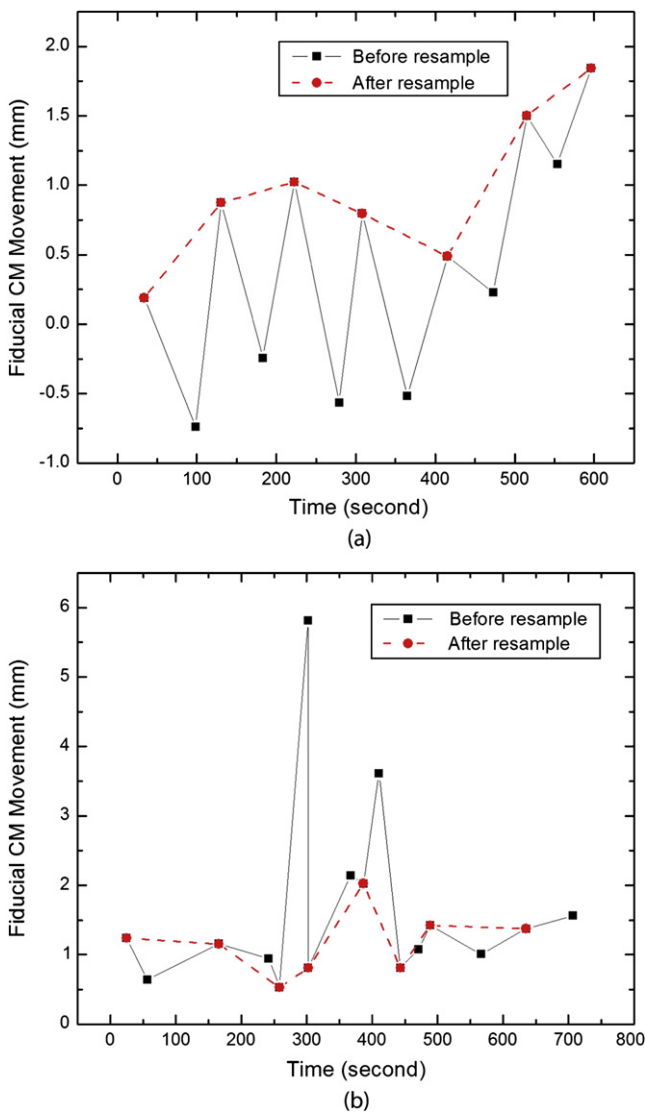 2.0
1.5
1.0
0.5
0.0
-0.5
-1.0
Fiducial CM Movement (mm)
Before resample
After resample
0 100 200 300 400 500 600
Time (second)
(a)
6
5
4
3
2
1
0
Fiducial CM Movement (mm)
Before resample
After resample
0 100 200 300 400 500 600 700 800
Time (second)
(b)